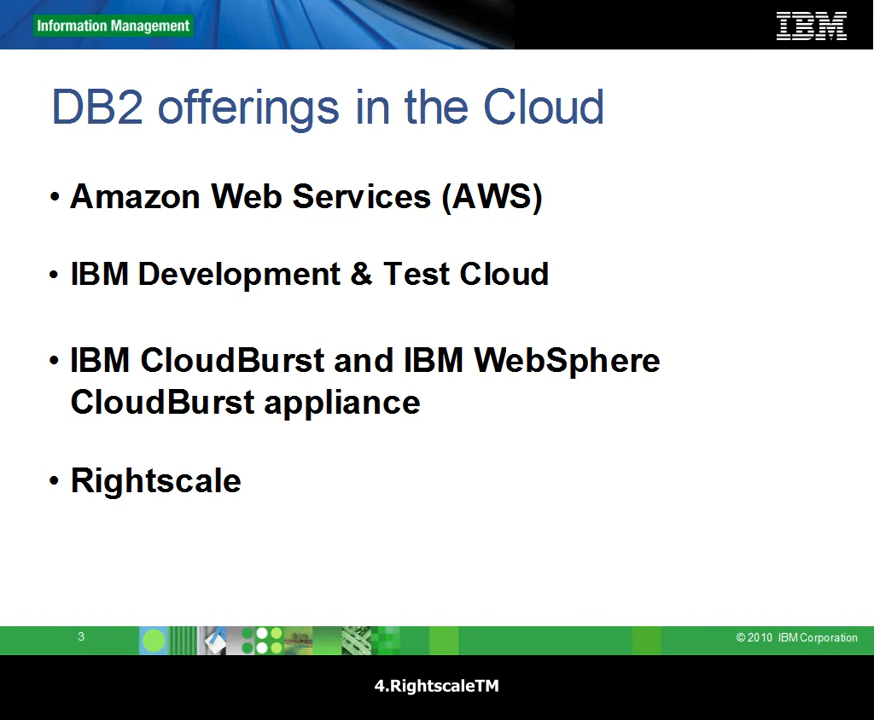 Information Management
IBM
DB2 offerings in the Cloud
• Amazon Web Services (AWS)
• IBM Development & Test Cloud
• IBM CloudBurst and IBM WebSphere
CloudBurst appliance
• Rightscale
3
© 2010 IBM Corporation
4.RightscaleTM